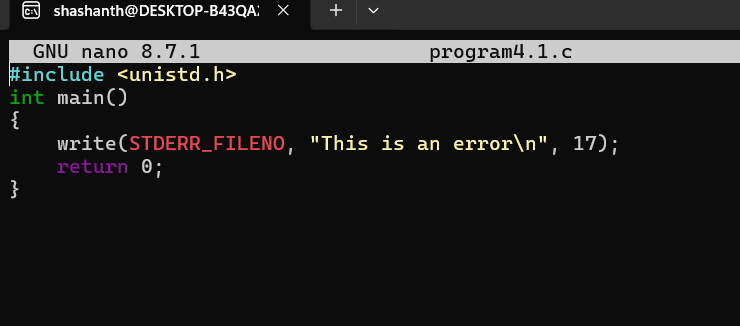 shashanth@DESKTOP-B43QA
GNU nano 8.7.1 program4.1.c
#include <unistd.h>
int main()
{
    write(STDERR_FILENO, "This is an error\n", 17);
    return 0;
}